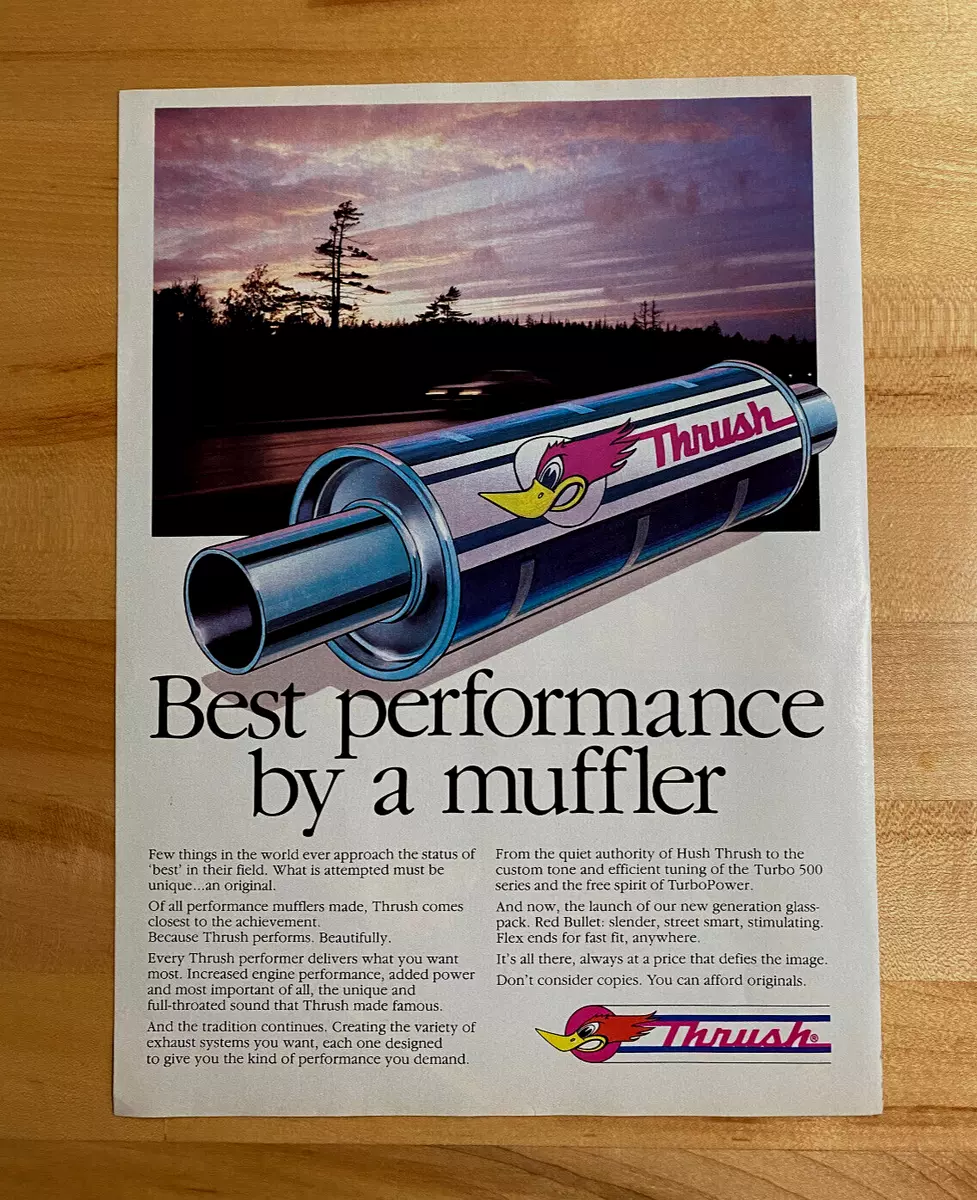 Thrush
Best performance
by a muffler
Few things in the world ever approach the status of
'best' in their field. What is attempted must be
unique...an original.
Of all performance mufflers made, Thrush comes
closest to the achievement.
Because Thrush performs. Beautifully.
Every Thrush performer delivers what you want
most. Increased engine performance, added power
and most important of all, the unique and
full-throated sound that Thrush made famous.
And the tradition continues. Creating the variety of
exhaust systems you want, each one designed
to give you the kind of performance you demand.
From the quiet authority of Hush Thrush to the
custom tone and efficient tuning of the Turbo 500
series and the free spirit of TurboPower.
And now, the launch of our new generation glass-
pack. Red Bullet: slender, street smart, stimulating.
Flex ends for fast fit, anywhere.
It's all there, always at a price that defies the image.
Don't consider copies. You can afford originals.
Thrush®